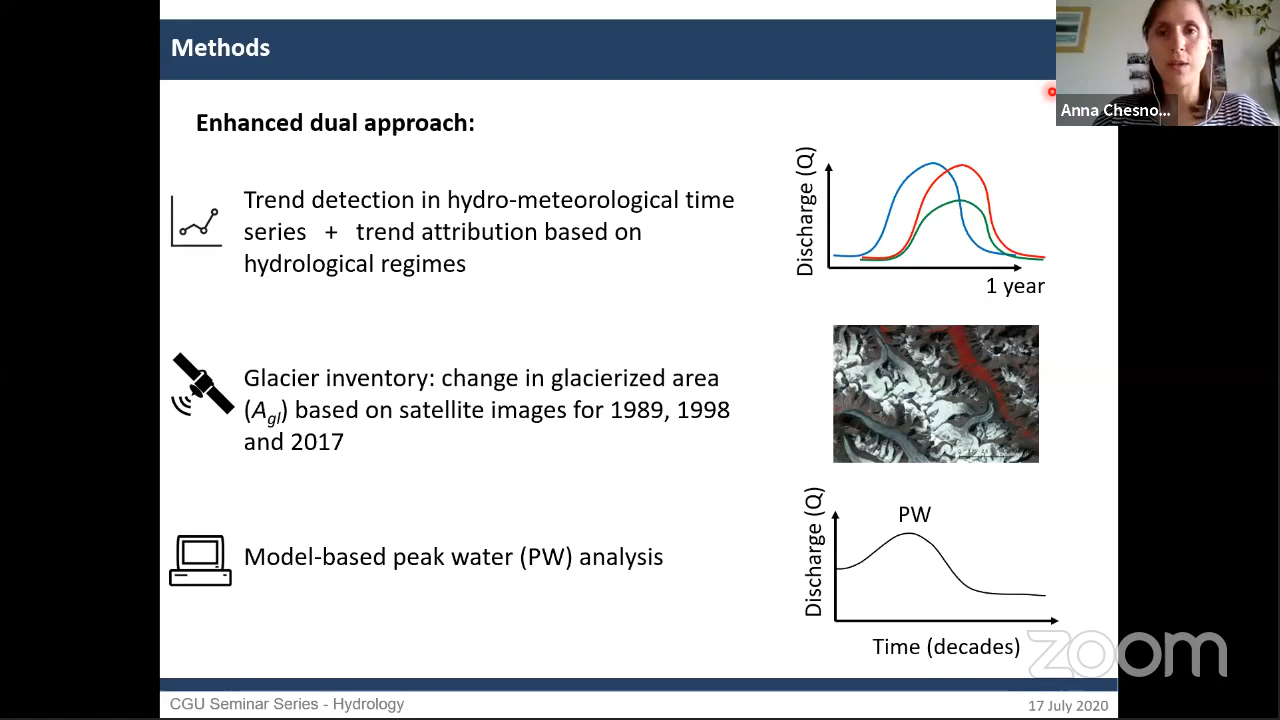 Methods
Anna Chesno...
Enhanced dual approach:
Trend detection in hydro-meteorological time
series + trend attribution based on
hydrological regimes
Discharge (Q)
1 year
Glacier inventory: change in glacierized area
(Agl) based on satellite images for 1989, 1998
and 2017
Model-based peak water (PW) analysis
PW
Discharge (Q)
Time (decades)
zoom
CGU Seminar Series - Hydrology
17 July 2020